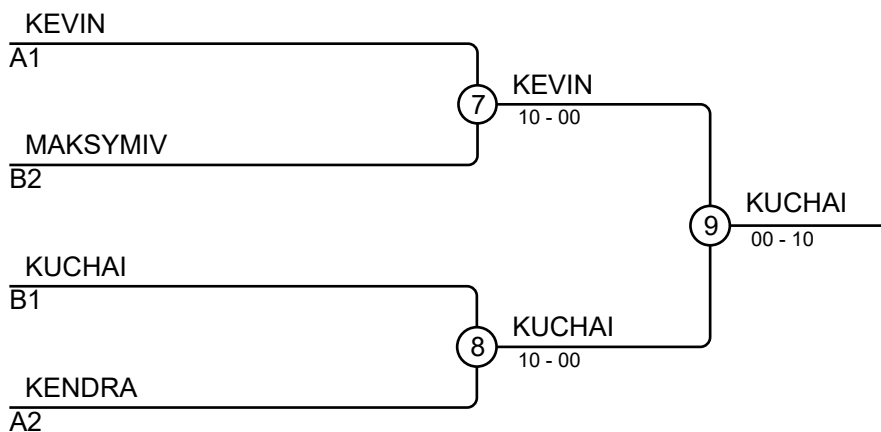 KEVIN
A1
7
KEVIN
10 - 00
MAKSYMIV
B2
9
KUCHAI
00 - 10
KUCHAI
B1
8
KUCHAI
10 - 00
KENDRA
A2